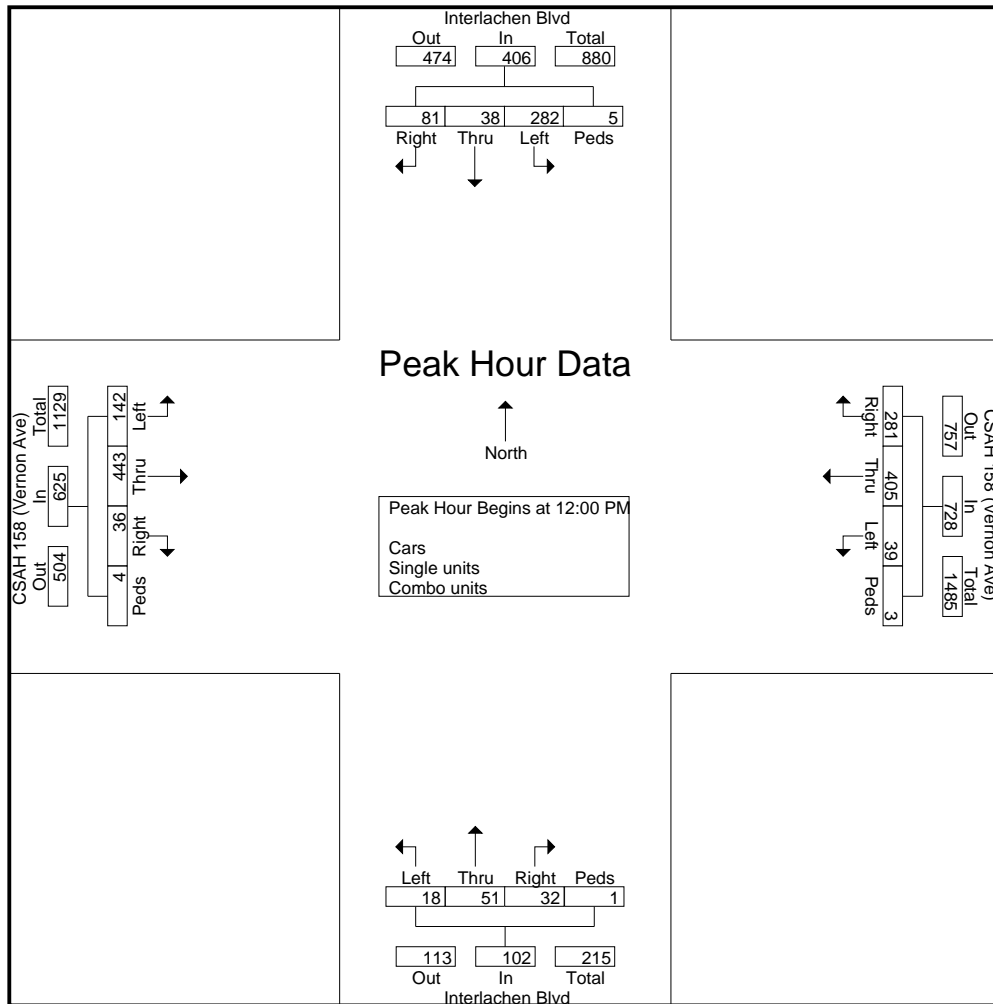 Interlachen Blvd
Out In Total
474 406 880
81 38 282 5
Right Thru Left Peds
Peak Hour Data
North
Peak Hour Begins at 12:00 PM
Cars
Single units
Combo units
CSAH 158 (Vernon Ave)
Total In Out
1129 625 504
142 443 36 4
Left Thru Right Peds
CSAH 158 (Vernon Ave)
Out In Total
757 728 1485
281 405 39 3
Right Thru Left Peds
Left Thru Right Peds
18 51 32 1
113 102 215
Out In Total
Interlachen Blvd